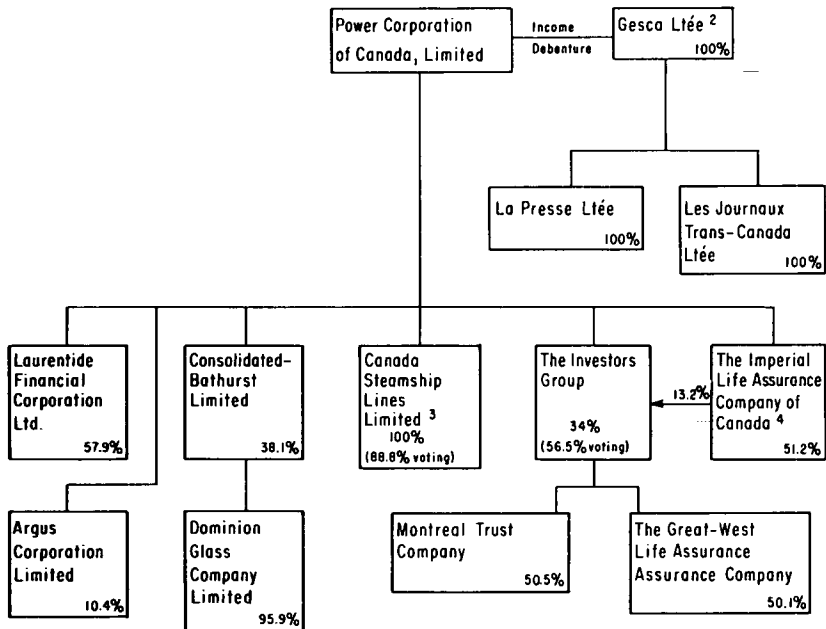 Power Corporation
of Canada, Limited
Income
Debenture
Gesca Ltée 2
100%
La Presse Ltée
100%
Les Journaux
Trans-Canada
Ltée
100%
Laurentide
Financial
Corporation
Ltd.
57.9%
Consolidated-
Bathurst
Limited
38.1%
Canada
Steamship
Lines
Limited 3
100%
(88.8% voting)
The Investors
Group
34%
(56.5% voting)
13.2%
The Imperial
Life Assurance
Company of
Canada 4
51.2%
Argus
Corporation
Limited
10.4%
Dominion
Glass
Company
Limited
95.9%
Montreal Trust
Company
50.5%
The Great-West
Life Assurance
Assurance Company
50.1%